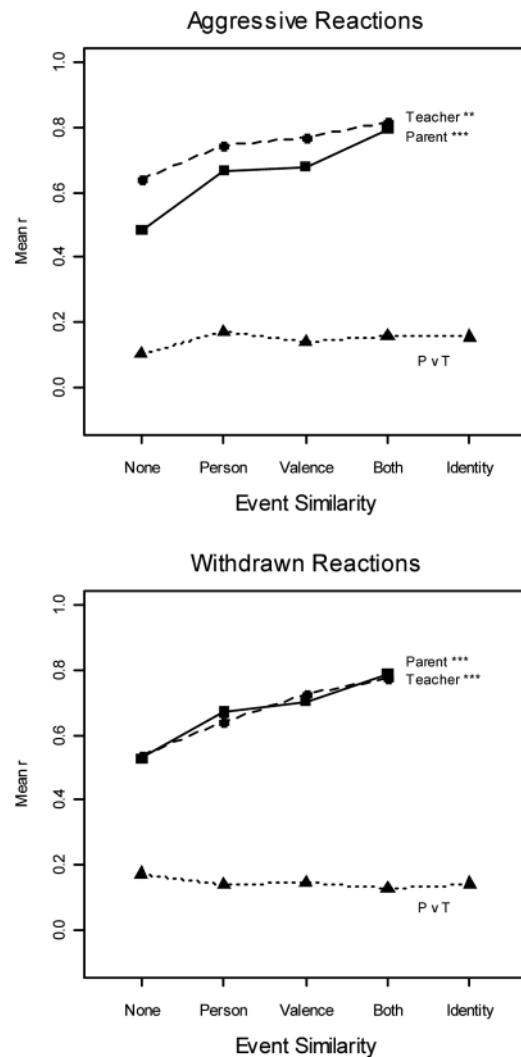 Aggressive Reactions
1.0
0.8
0.6
0.4
0.2
0.0
Mean r
Teacher **
Parent ***
P v T
None Person Valence Both Identity
Event Similarity
Withdrawn Reactions
1.0
0.8
0.6
0.4
0.2
0.0
Mean r
Parent ***
Teacher ***
P v T
None Person Valence Both Identity
Event Similarity